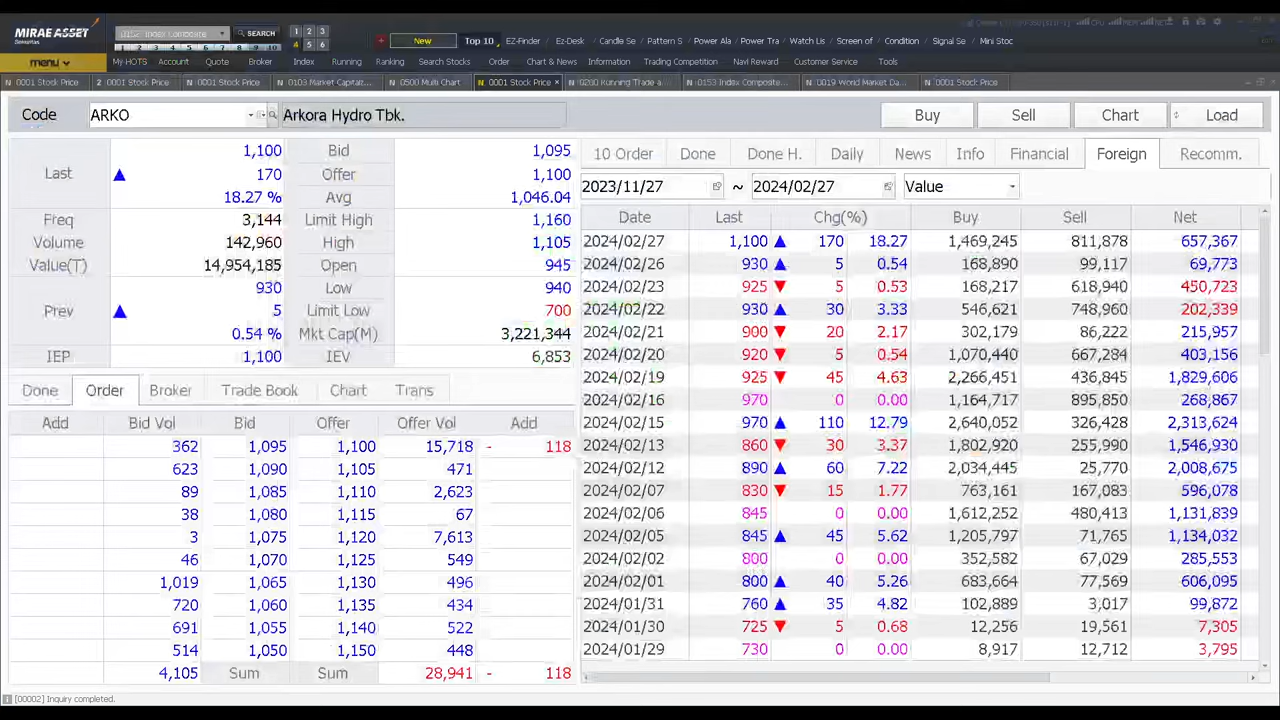 MIRAE ASSET
SEARCH
1 2 3
4 5 6
1 2 3 4 5 6 7 8 9 10
New
Top 10 EZ-Finder Ez-Desk Candle Se Pattern S Power Ala Power Tra Watch Lis Screen of Condition Signal Se Mini Stoc
menu My-HOTS Account Quote Broker Index Running Ranking Search Stocks Order Chart & News Information Trading Competition Navi Reward Customer Service Tools
N 0001 Stock Price 2 0001 Stock Price N 0001 Stock Price N 0103 Market Capitaliz... N 0500 Multi Chart N 0001 Stock Price × N 0200 Running Trade a... N 0153 Index Composite... N 0019 World Market Da... N 0001 Stock Price
Code ARKO Arkora Hydro Tbk. Buy Sell Chart Load
10 Order Done Done H. Daily News Info Financial Foreign Recomm.
2023/11/27 ~ 2024/02/27 Value
Last ▲ 1,100 170 18.27 %
Freq 3,144
Volume 142,960
Value(T) 14,954,185
Prev ▲ 930 5 0.54 %
IEP 1,100
Bid 1,095
Offer 1,100
Avg 1,046.04
Limit High 1,160
High 1,105
Open 945
Low 940
Limit Low 700
Mkt Cap(M) 3,221,344
IEV 6,853
Done Order Broker Trade Book Chart Trans
Add Bid Vol Bid Offer Offer Vol Add
362 1,095 1,100 15,718 - 118
623 1,090 1,105 471
89 1,085 1,110 2,623
38 1,080 1,115 67
3 1,075 1,120 7,613
46 1,070 1,125 549
1,019 1,065 1,130 496
720 1,060 1,135 434
691 1,055 1,140 522
514 1,050 1,150 448
4,105 Sum Sum 28,941 - 118
Date Last Chg(%) Buy Sell Net
2024/02/27 1,100 ▲ 170 18.27 1,469,245 811,878 657,367
2024/02/26 930 ▲ 5 0.54 168,890 99,117 69,773
2024/02/23 925 ▼ 5 0.53 168,217 618,940 450,723
2024/02/22 930 ▲ 30 3.33 546,621 748,960 202,339
2024/02/21 900 ▼ 20 2.17 302,179 86,222 215,957
2024/02/20 920 ▼ 5 0.54 1,070,440 667,284 403,156
2024/02/19 925 ▼ 45 4.63 2,266,451 436,845 1,829,606
2024/02/16 970 0 0.00 1,164,717 895,850 268,867
2024/02/15 970 ▲ 110 12.79 2,640,052 326,428 2,313,624
2024/02/13 860 ▼ 30 3.37 1,802,920 255,990 1,546,930
2024/02/12 890 ▲ 60 7.22 2,034,445 25,770 2,008,675
2024/02/07 830 ▼ 15 1.77 763,161 167,083 596,078
2024/02/06 845 0 0.00 1,612,252 480,413 1,131,839
2024/02/05 845 ▲ 45 5.62 1,205,797 71,765 1,134,032
2024/02/02 800 0 0.00 352,582 67,029 285,553
2024/02/01 800 ▲ 40 5.26 683,664 77,569 606,095
2024/01/31 760 ▲ 35 4.82 102,889 3,017 99,872
2024/01/30 725 ▼ 5 0.68 12,256 19,561 7,305
2024/01/29 730 0 0.00 8,917 12,712 3,795
[00002] Inquiry completed.